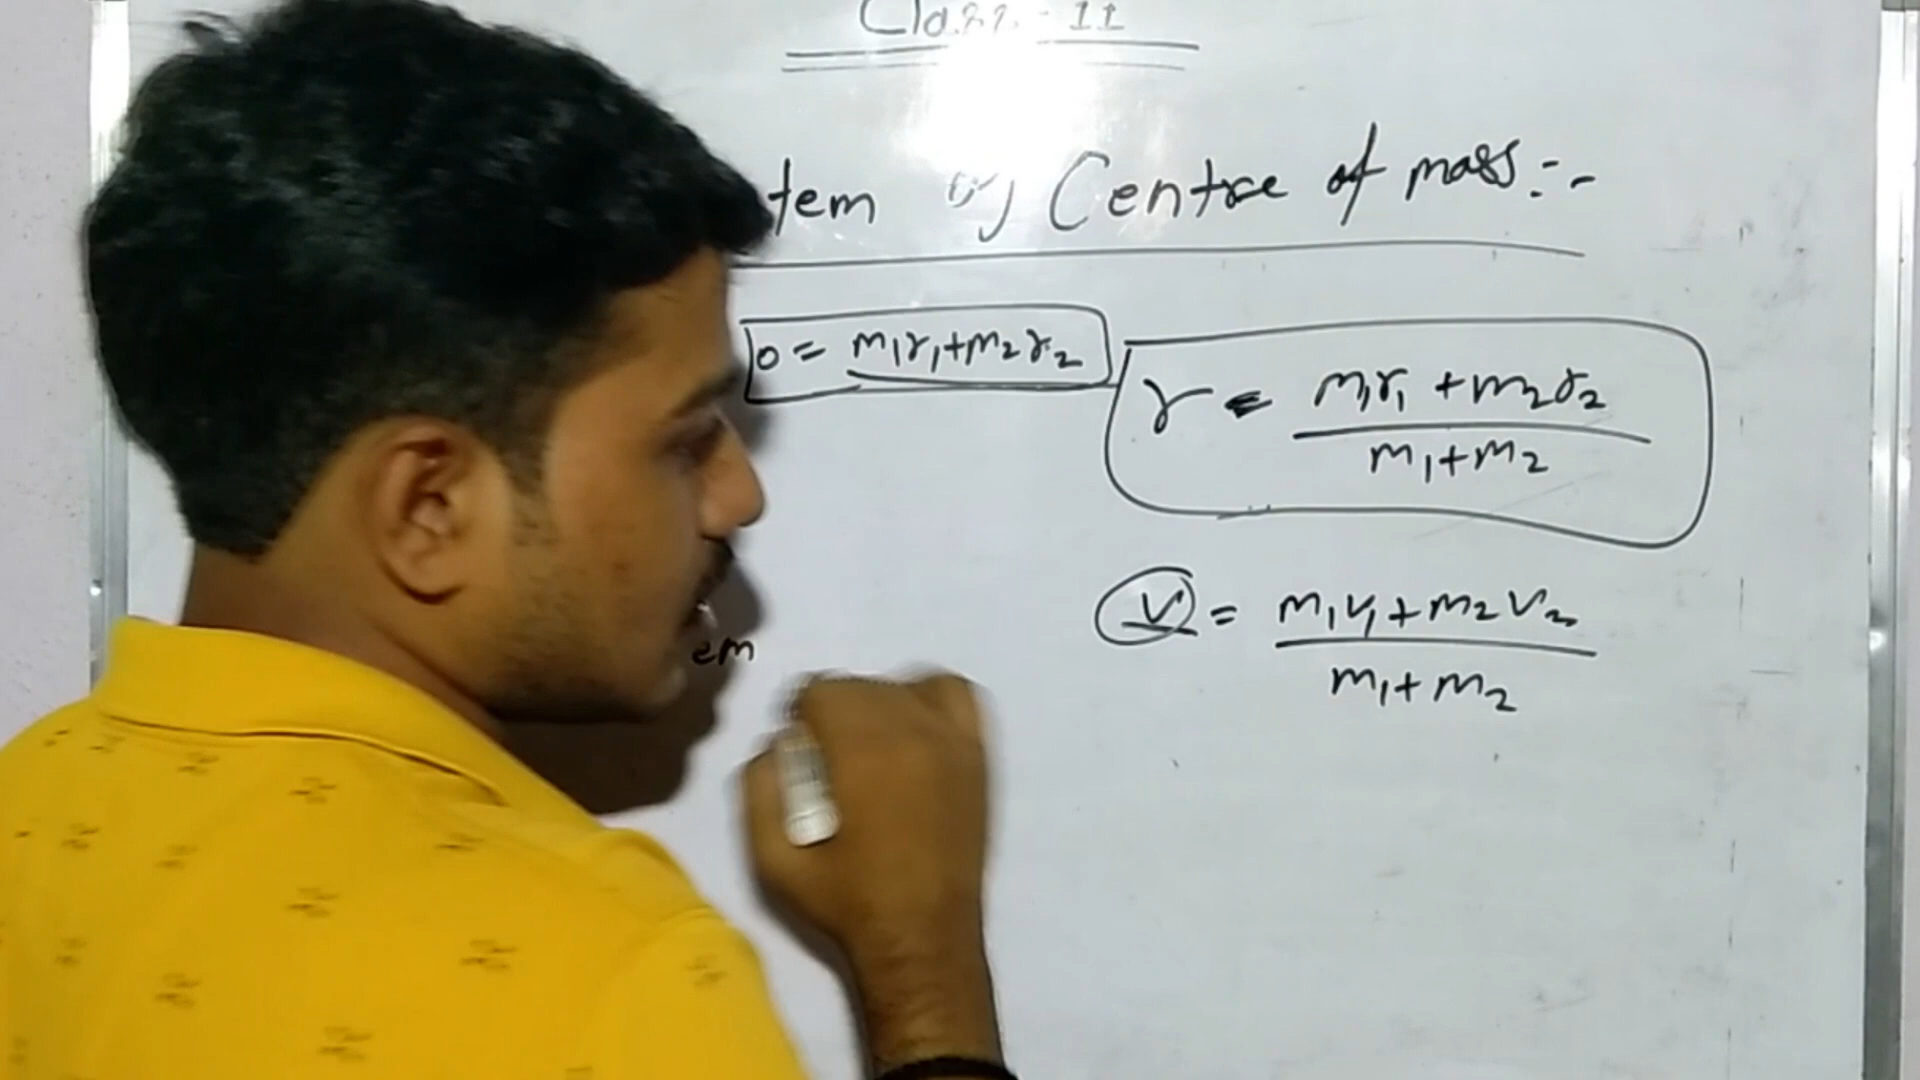 Class - 11
tem of Centre of mass :-
0 = m₁r₁+m₂r₂
r = m₁r₁ + m₂r₂
m₁+m₂
v = m₁v₁+m₂v₂
m₁+m₂
em